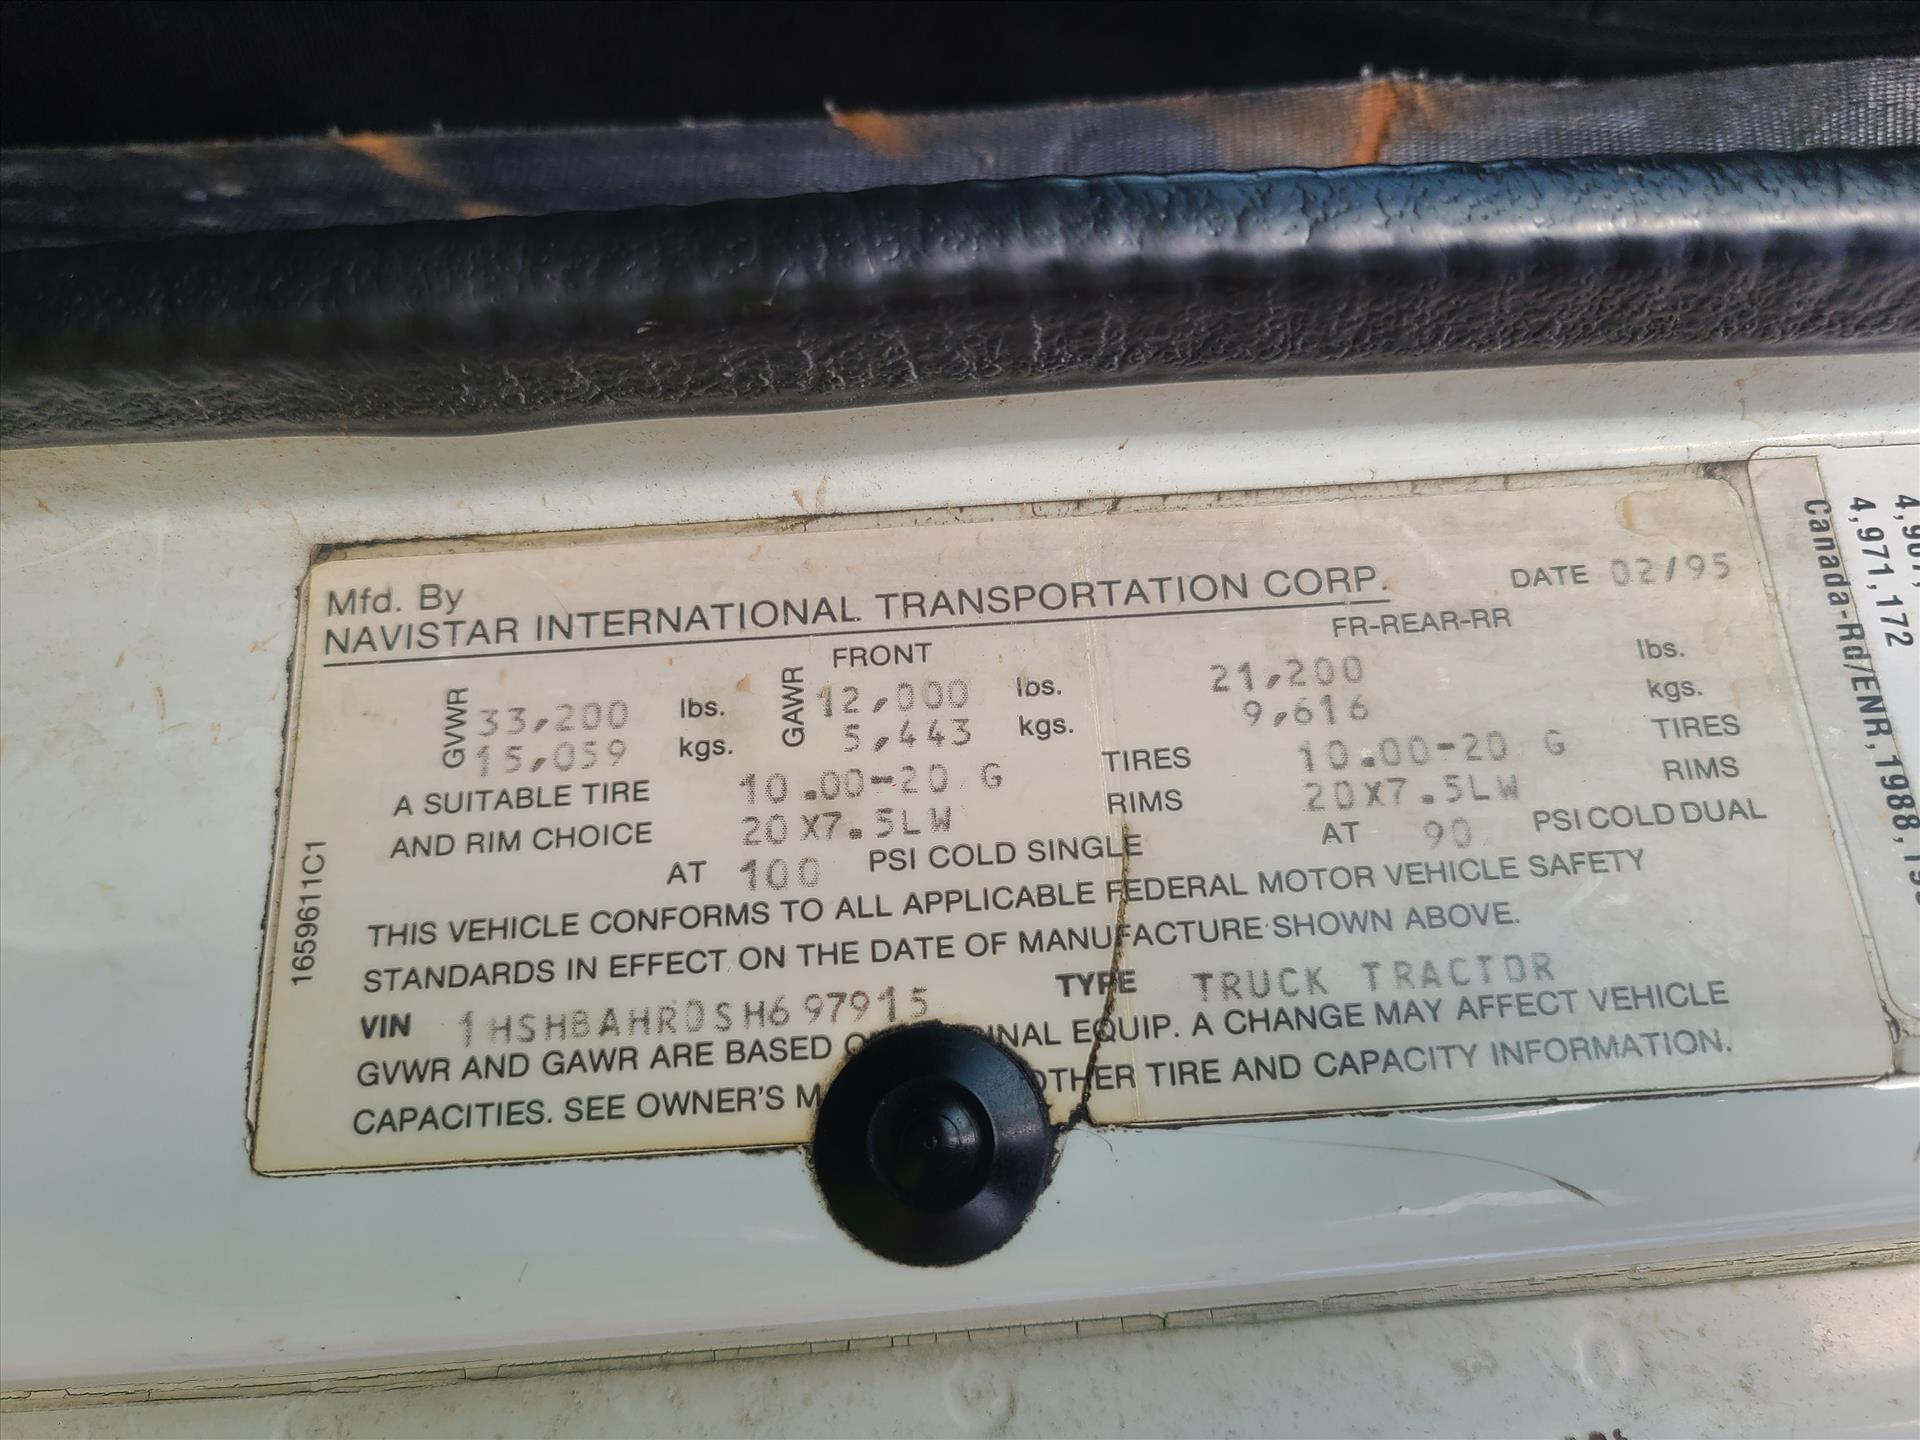 Mfd. By
NAVISTAR INTERNATIONAL TRANSPORTATION CORP. DATE 02/95
FRONT FR-REAR-RR
GVWR 33,200 lbs. GAWR 12,000 lbs. 21,200 lbs.
15,059 kgs. 5,443 kgs. 9,616 kgs.
A SUITABLE TIRE 10.00-20 G TIRES 10.00-20 G TIRES
AND RIM CHOICE 20X7.5LW RIMS 20X7.5LW RIMS
AT 100 PSI COLD SINGLE AT 90 PSI COLD DUAL
THIS VEHICLE CONFORMS TO ALL APPLICABLE FEDERAL MOTOR VEHICLE SAFETY
STANDARDS IN EFFECT ON THE DATE OF MANUFACTURE SHOWN ABOVE.
VIN 1HSHBAHR0SH697915 TYPE TRUCK TRACTOR
GVWR AND GAWR ARE BASED INAL EQUIP. A CHANGE MAY AFFECT VEHICLE
CAPACITIES. SEE OWNER'S OTHER TIRE AND CAPACITY INFORMATION.
1659611C1
4,971,172
Canada-Rd/ENR,1988,